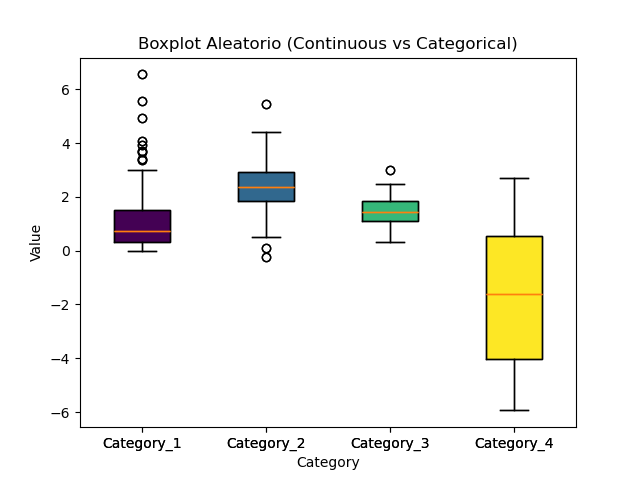 Boxplot Aleatorio (Continuous vs Categorical)
6
4
2
0
−2
−4
−6
Value
Category_1 Category_2 Category_3 Category_4
Category